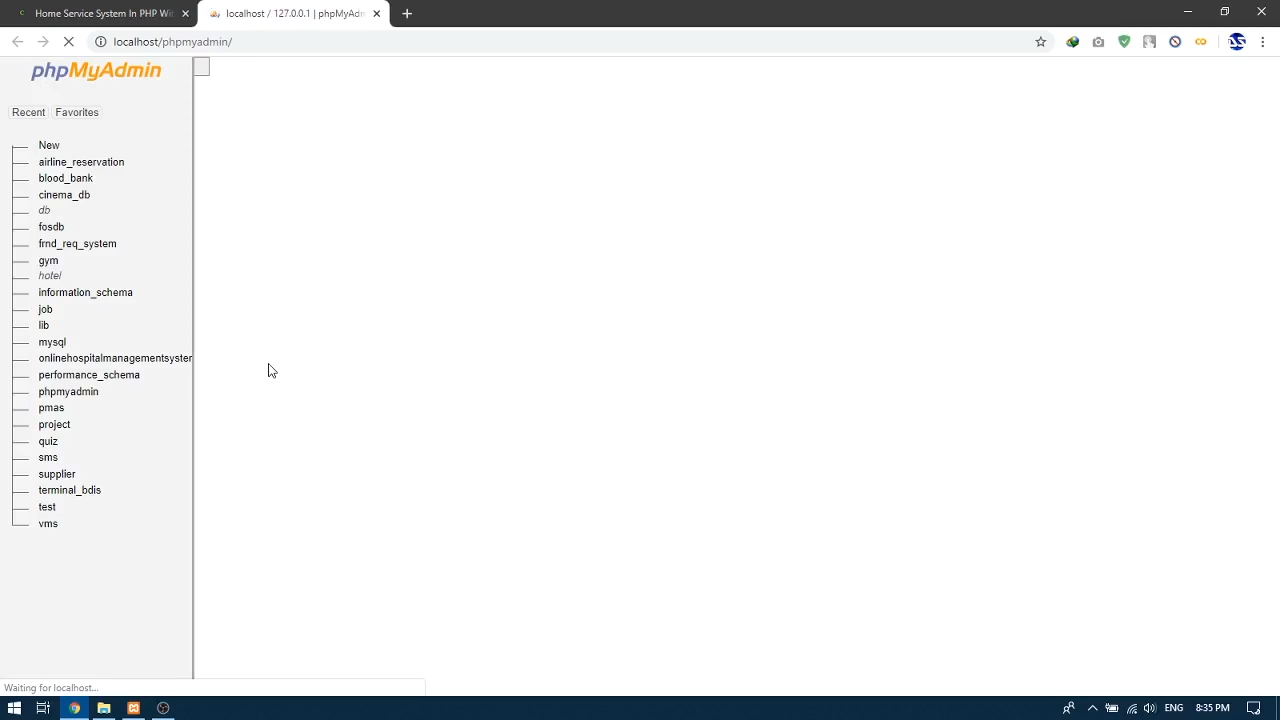 Home Service System In PHP Wit
localhost / 127.0.0.1 | phpMyAdm
localhost/phpmyadmin/
phpMyAdmin
Recent Favorites
New
airline_reservation
blood_bank
cinema_db
db
fosdb
frnd_req_system
gym
hotel
information_schema
job
lib
mysql
onlinehospitalmanagementsyster
performance_schema
phpmyadmin
pmas
project
quiz
sms
supplier
terminal_bdis
test
vms
Waiting for localhost...
ENG 8:35 PM